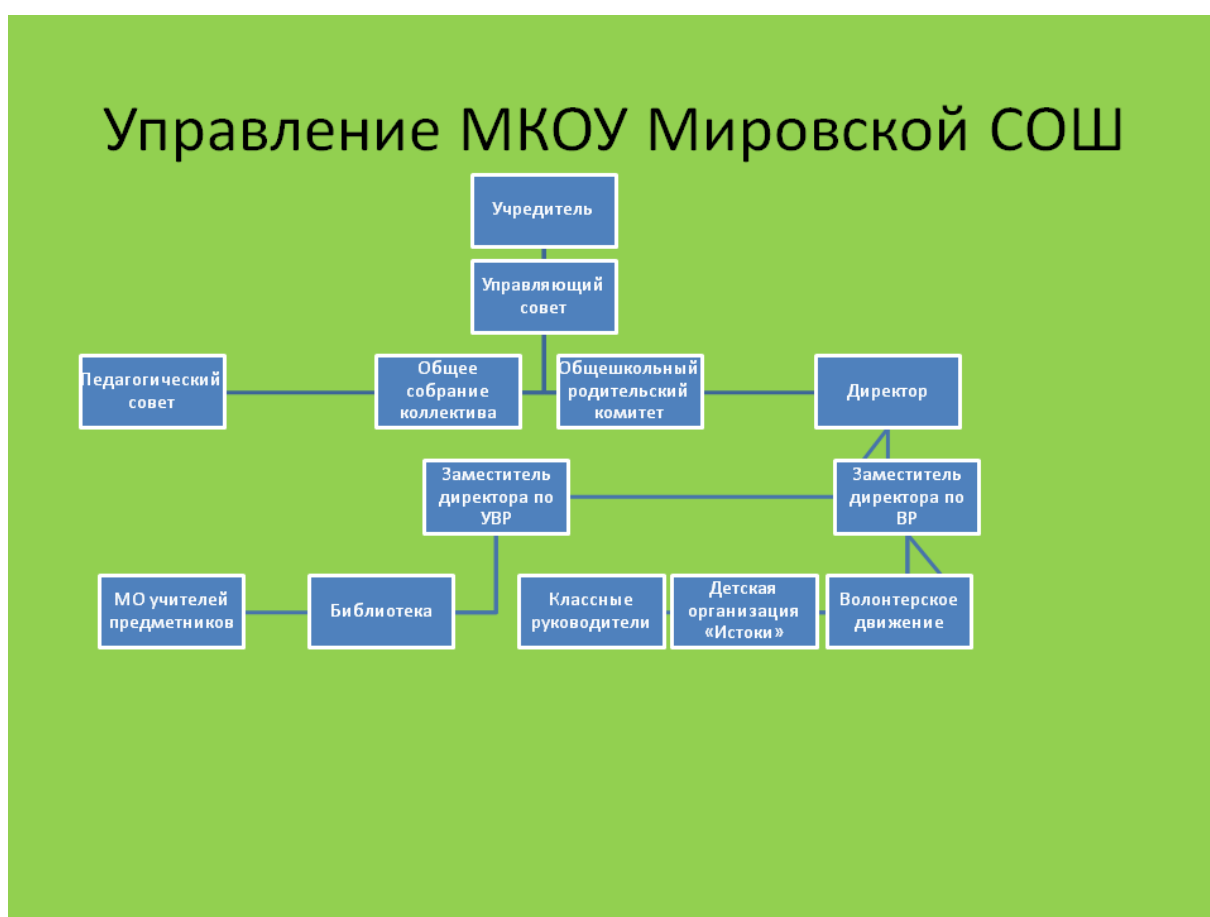 Управление МКОУ Мировской СОШ
Учредитель
Управляющий
совет
Педагогический
совет
Общее
собрание
коллектива
Общешкольный
родительский
комитет
Директор
Заместитель
директора по
УВР
Заместитель
директора по
ВР
МО учителей
предметников
Библиотека
Классные
руководители
Детская
организация
«Истоки»
Волонтерское
движение